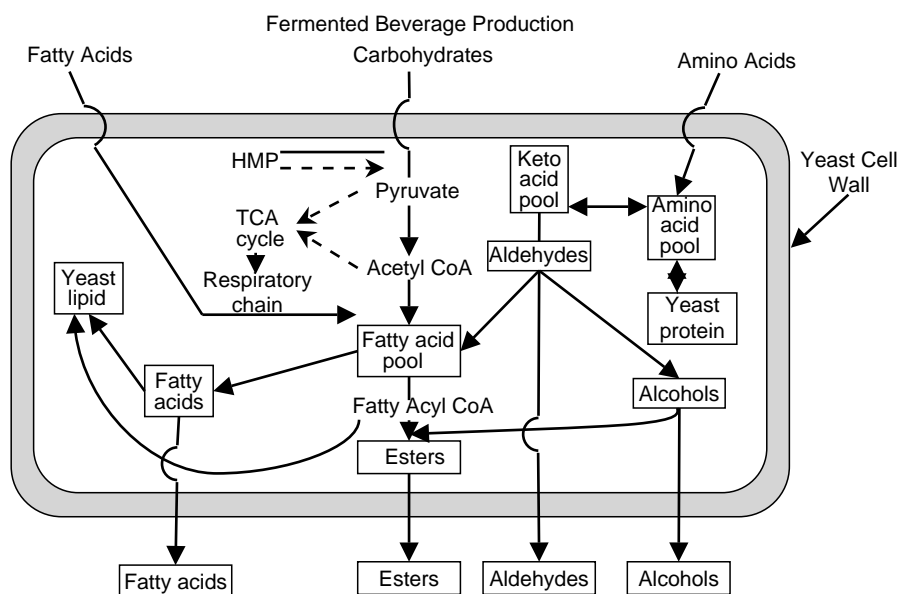 Fermented Beverage Production
Fatty Acids
Carbohydrates
Amino Acids
HMP
Keto
acid
pool
Yeast Cell
Wall
Pyruvate
TCA
cycle
Amino
acid
pool
Aldehydes
Acetyl CoA
Yeast
lipid
Respiratory
chain
Yeast
protein
Fatty acid
pool
Fatty
acids
Alcohols
Fatty Acyl CoA
Esters
Fatty acids
Esters
Aldehydes
Alcohols